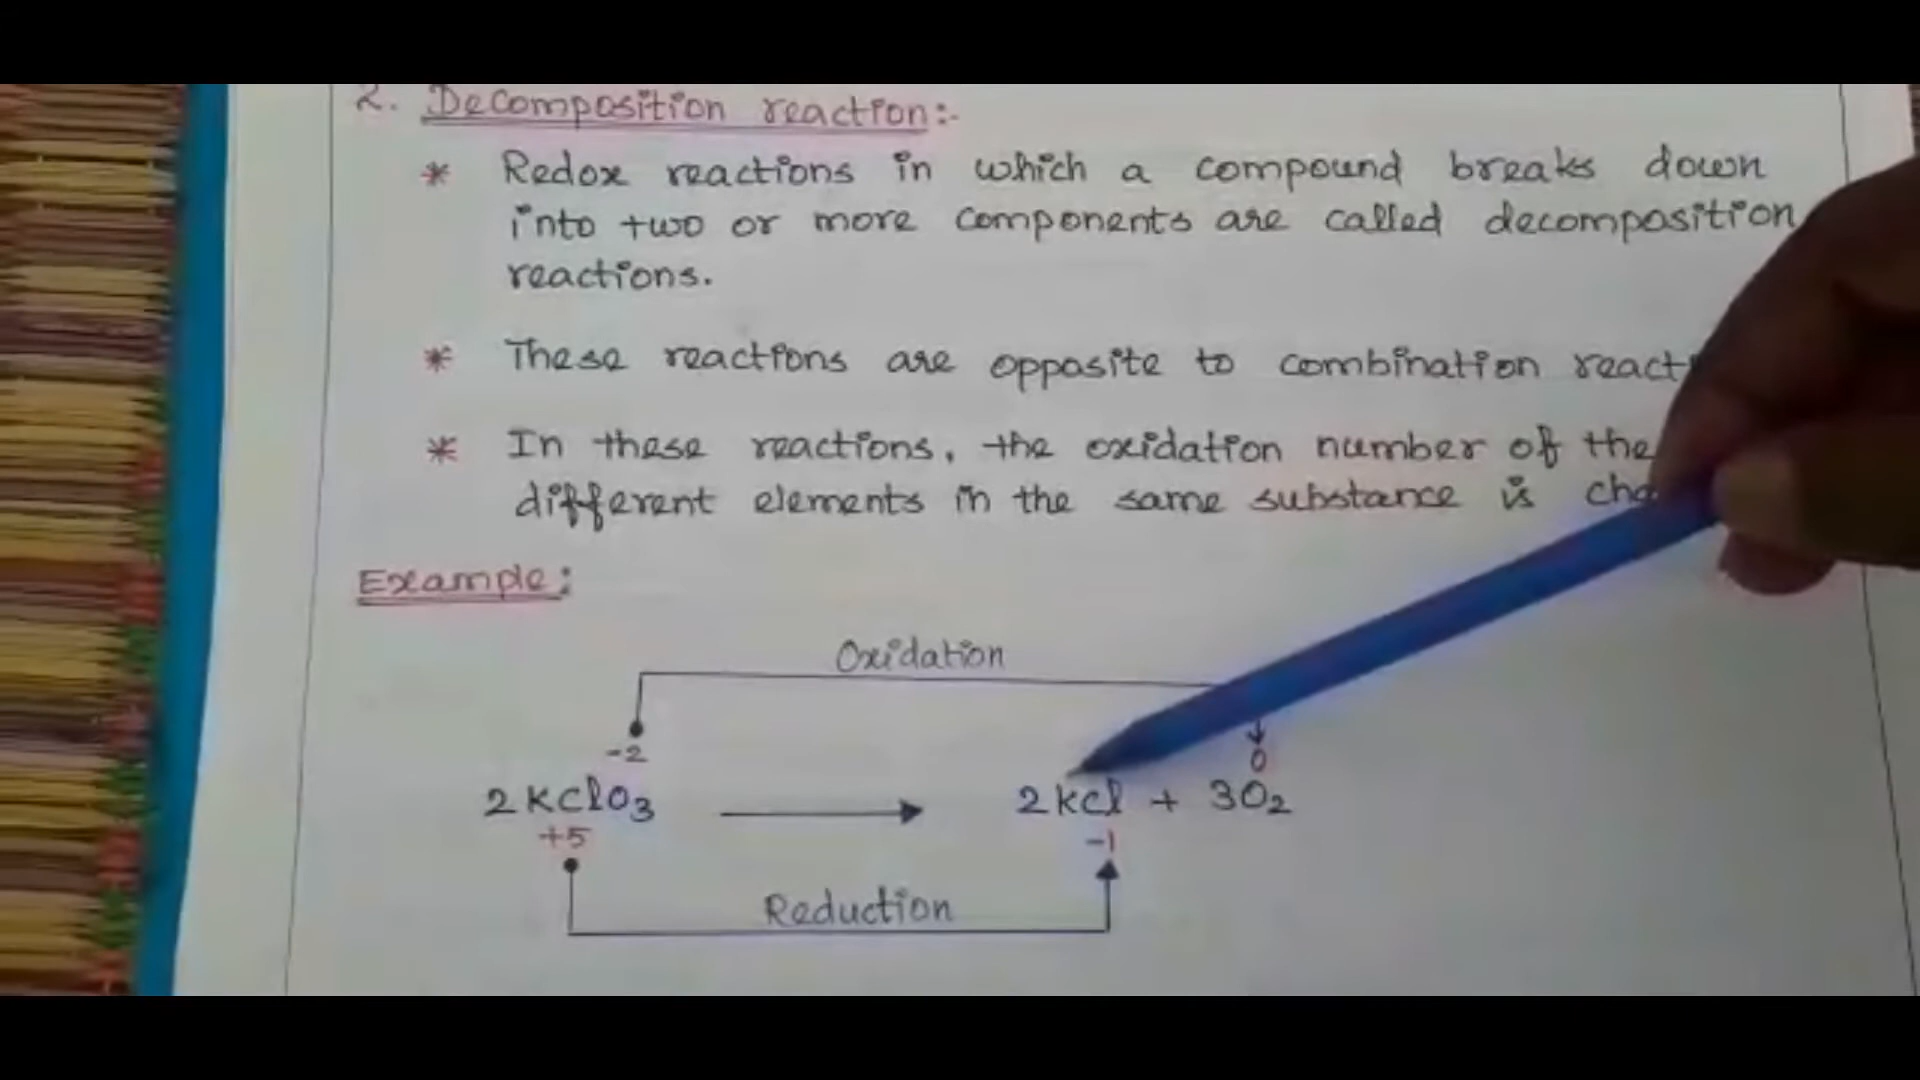 2. Decomposition reaction:-
* Redox reactions in which a compound breaks down
into two or more components are called decomposition
reactions.
* These reactions are opposite to combination
* In these reactions, the oxidation number of the
different elements in the same substance is
Example:
Oxidation
-2 0
2KClO3 → 2KCl + 3O2
+5 -1
Reduction